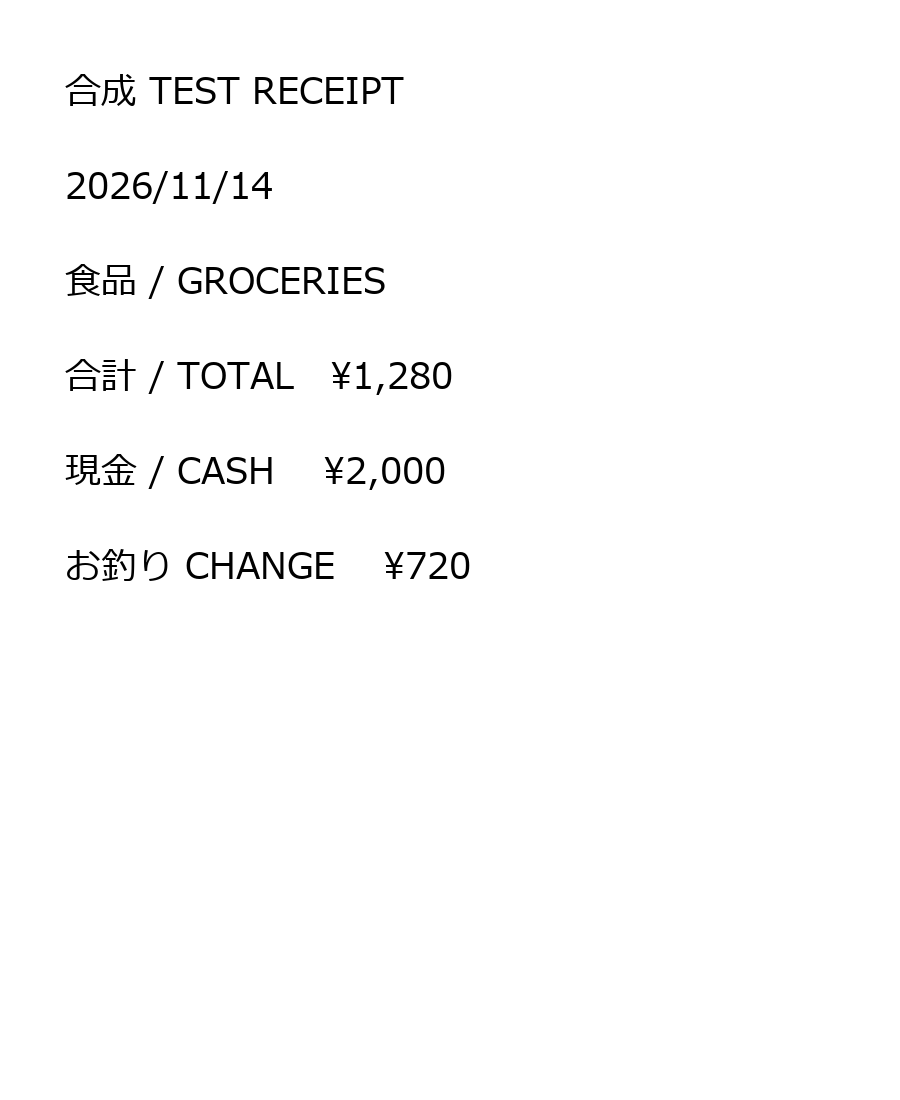 合成 TEST RECEIPT
2026/11/14
食品 / GROCERIES
合計 / TOTAL ¥1,280
現金 / CASH ¥2,000
お釣り CHANGE ¥720